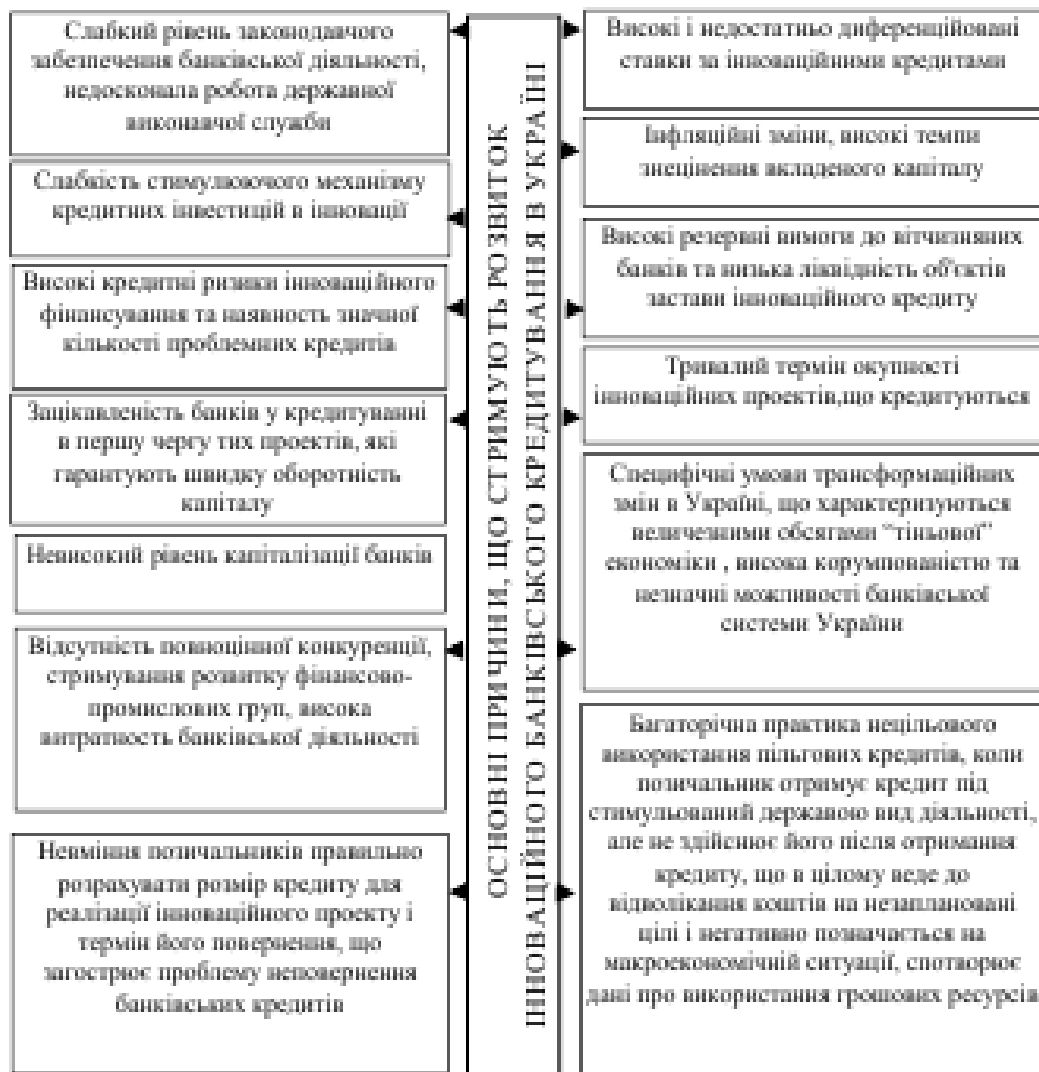 Слабкий рівень законодавчого
забезпечення банківської діяльності,
недосконала робота державної
виконавчої служби
Слабкість стимулюючого механізму
кредитних інвестицій в інновації
Високі кредитні ризики інноваційного
фінансування та наявность значної
кількості проблемних кредитів
Зацікавленість банків у кредитуванні
в першу чергу тих проектів, які
гарантують швидку оборотність
капіталу
Невисокий рівень капіталізації банків
Відсутність повноцінної конкуренції,
стримування розвитку фінансово-
промислових груп, висока
витратность банківської діяльності
Невміння позичальників правильно
розрахувати розмір кредиту для
реалізації інноваційного проекту і
термін його повернення, що
загострює проблему неповернення
банківських кредитів
ОСНОВНІ ПРИЧИНИ, ЩО СТРИМУЮТЬ РОЗВИТОК
ІННОВАЦІЙНОГО БАНКІВСЬКОГО КРЕДИТУВАННЯ В УКРАЇНІ
Високі і недостатньо диференційовані
ставки за інноваційними кредитами
Інфляційні зміни, високі темпи
знецінення вкладеного капіталу
Високі резервні вимоги до вітчизняних
банків та низька ліквідність об'єктів
застави інноваційного кредиту
Тривалий термін окупності
інноваційних проектів,що кредитуються
Специфічні умови трансформаційних
змін в Україні, що характеризуються
величезними обсягами “тіньової”
економіки , висока корумпованістю та
незначні можливості банківської
системи України
Багаторічна практика нецільового
використання пільгових кредитів, коли
позичальник отримує кредит під
стимульований державою вид діяльності,
але не здійснює його після отримання
кредиту, що в цілому веде до
відволікання коштів на незаплановані
цілі і негативно позначається на
макроекономічній ситуації, спотворює
дані про використання грошових ресурсів